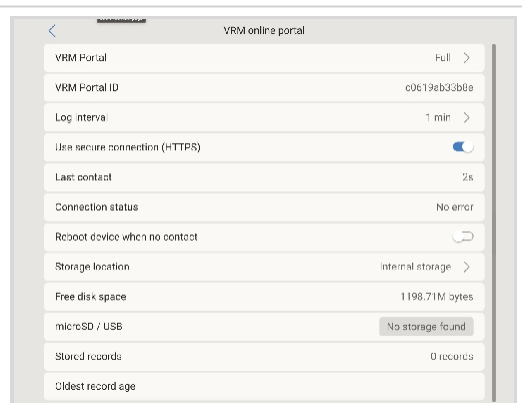 VRM online portal
VRM Portal Full
VRM Portal ID c0619ab33b8e
Log interval 1 min
Use secure connection (HTTPS)
Last contact 2s
Connection status No error
Reboot device when no contact
Storage location Internal storage
Free disk space 1198.71M bytes
microSD / USB No storage found
Stored records 0 records
Oldest record age